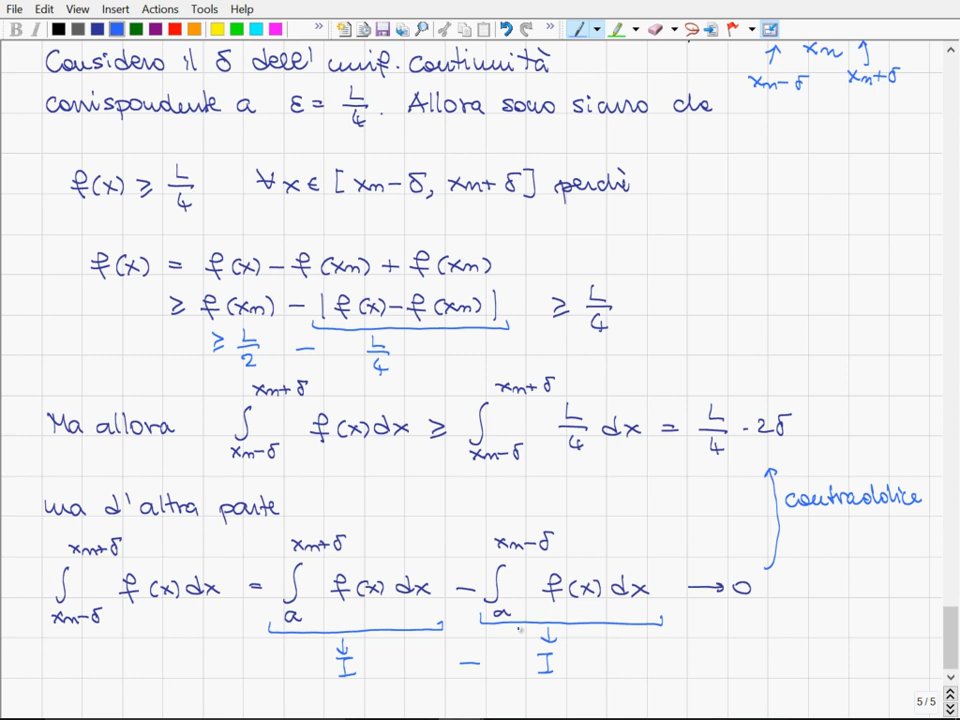 File Edit View Insert Actions Tools Help
B I » »
Considero il δ dell' unif. continuità
xn
xn-δ xn+δ
corrispondente a ε = L/4. Allora sono sicuro che
f(x) ≥ L/4 ∀x ∈ [xn-δ, xn+δ] perché
f(x) = f(x) - f(xn) + f(xn)
≥ f(xn) - |f(x) - f(xn)| ≥ L/4
≥ L/2 - L/4
Ma allora ∫_{xn-δ}^{xn+δ} f(x)dx ≥ ∫_{xn-δ}^{xn+δ} L/4 dx = L/4 · 2δ
contraddice
ma d'altra parte
∫_{xn-δ}^{xn+δ} f(x)dx = ∫_a^{xn+δ} f(x)dx - ∫_a^{xn-δ} f(x)dx → 0
↓ ↓
I - I
5/5